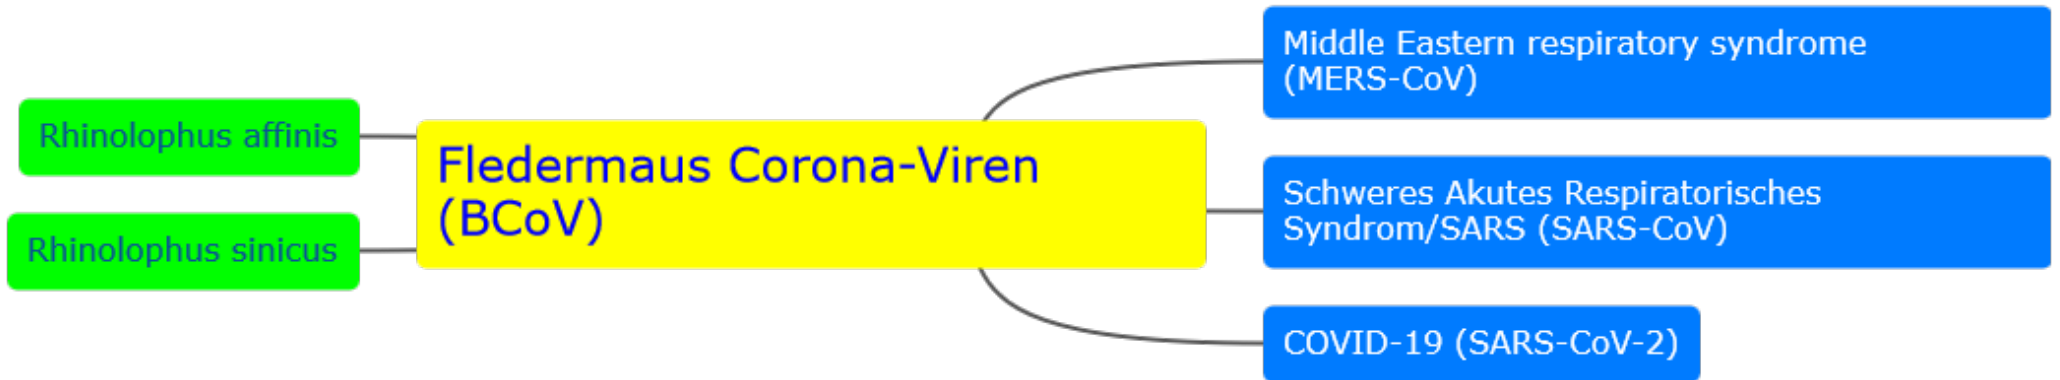 Rhinolophus affinis
Rhinolophus sinicus
Fledermaus Corona-Viren
(BCoV)
Middle Eastern respiratory syndrome
(MERS-CoV)
Schweres Akutes Respiratorisches
Syndrom/SARS (SARS-CoV)
COVID-19 (SARS-CoV-2)